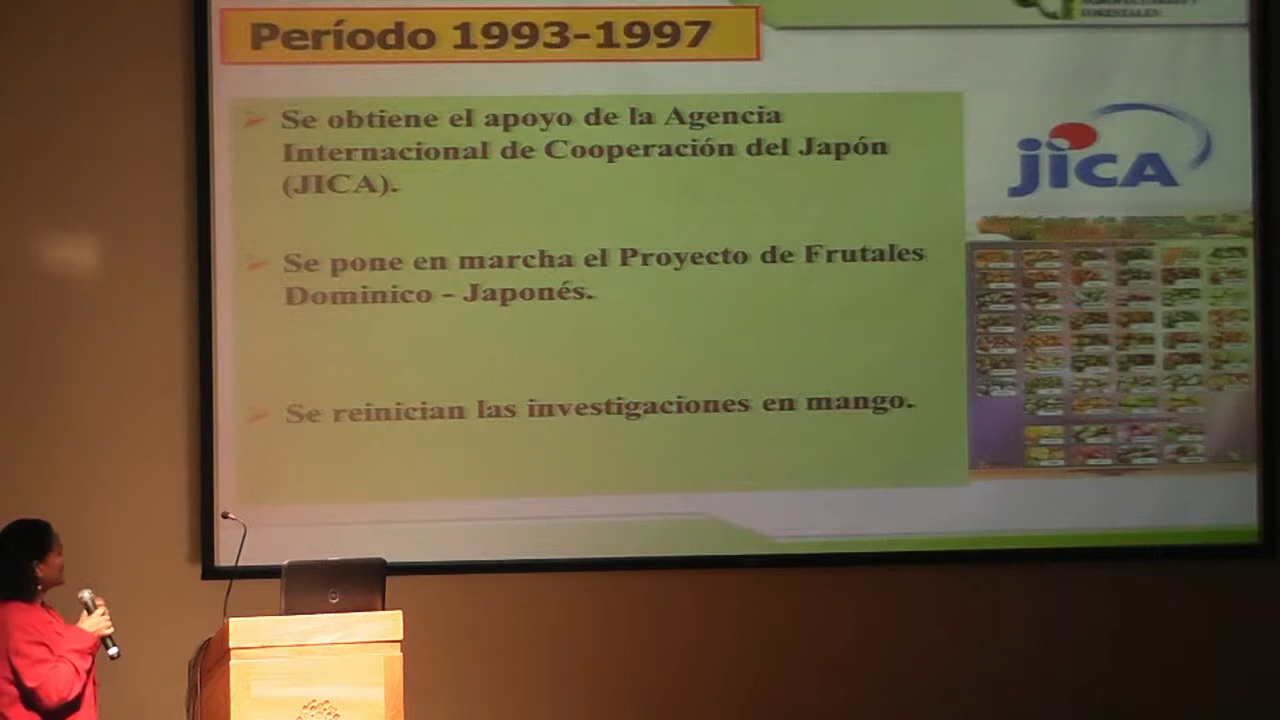 FORESTALES
Período 1993-1997
Se obtiene el apoyo de la Agencia
Internacional de Cooperación del Japón
(JICA).
Se pone en marcha el Proyecto de Frutales
Dominico - Japonés.
Se reinician las investigaciones en mango.
jica